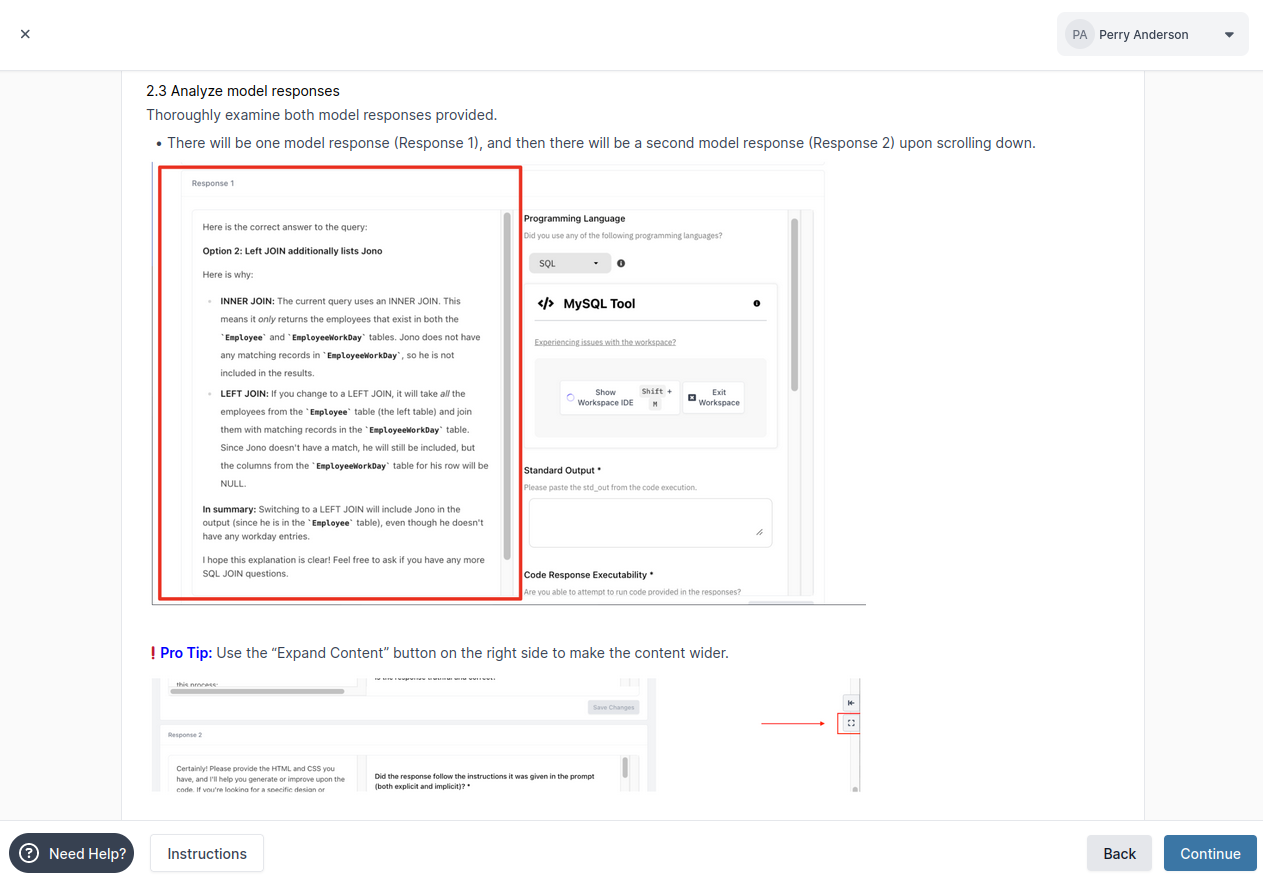 PA Perry Anderson
2.3 Analyze model responses
Thoroughly examine both model responses provided.
• There will be one model response (Response 1), and then there will be a second model response (Response 2) upon scrolling down.
Response 1
Here is the correct answer to the query:
Option 2: Left JOIN additionally lists Jono
Here is why:
INNER JOIN: The current query uses an INNER JOIN. This
means it only returns the employees that exist in both the
`Employee` and `EmployeeWorkDay` tables. Jono does not have
any matching records in `EmployeeWorkDay`, so he is not
included in the results.
LEFT JOIN: If you change to a LEFT JOIN, it will take all the
employees from the `Employee` table (the left table) and join
them with matching records in the `EmployeeWorkDay` table.
Since Jono doesn't have a match, he will still be included, but
the columns from the `EmployeeWorkDay` table for his row will be
NULL.
In summary: Switching to a LEFT JOIN will include Jono in the
output (since he is in the `Employee` table), even though he doesn't
have any workday entries.
I hope this explanation is clear! Feel free to ask if you have any more
SQL JOIN questions.
Programming Language
Did you use any of the following programming languages?
SQL
</> MySQL Tool
Experiencing issues with the workspace?
Show
Workspace IDE
Shift +
M
Exit
Workspace
Standard Output *
Please paste the std_out from the code execution.
Code Response Executability *
Are you able to attempt to run code provided in the responses?
❗Pro Tip: Use the “Expand Content” button on the right side to make the content wider.
this process:
Is the response truthful and correct?
Save Changes
Response 2
Certainly! Please provide the HTML and CSS you
have, and I'll help you generate or improve upon the
code. If you're looking for a specific design or
Did the response follow the instructions it was given in the prompt
(both explicit and implicit)? *
Need Help?
Instructions
Back
Continue